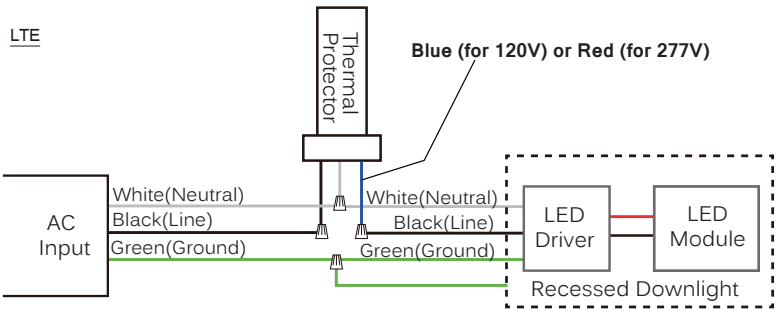 LTE
Thermal
Protector
Blue (for 120V) or Red (for 277V)
AC
Input
White(Neutral)
Black(Line)
Green(Ground)
White(Neutral)
Black(Line)
Green(Ground)
LED
Driver
LED
Module
Recessed Downlight